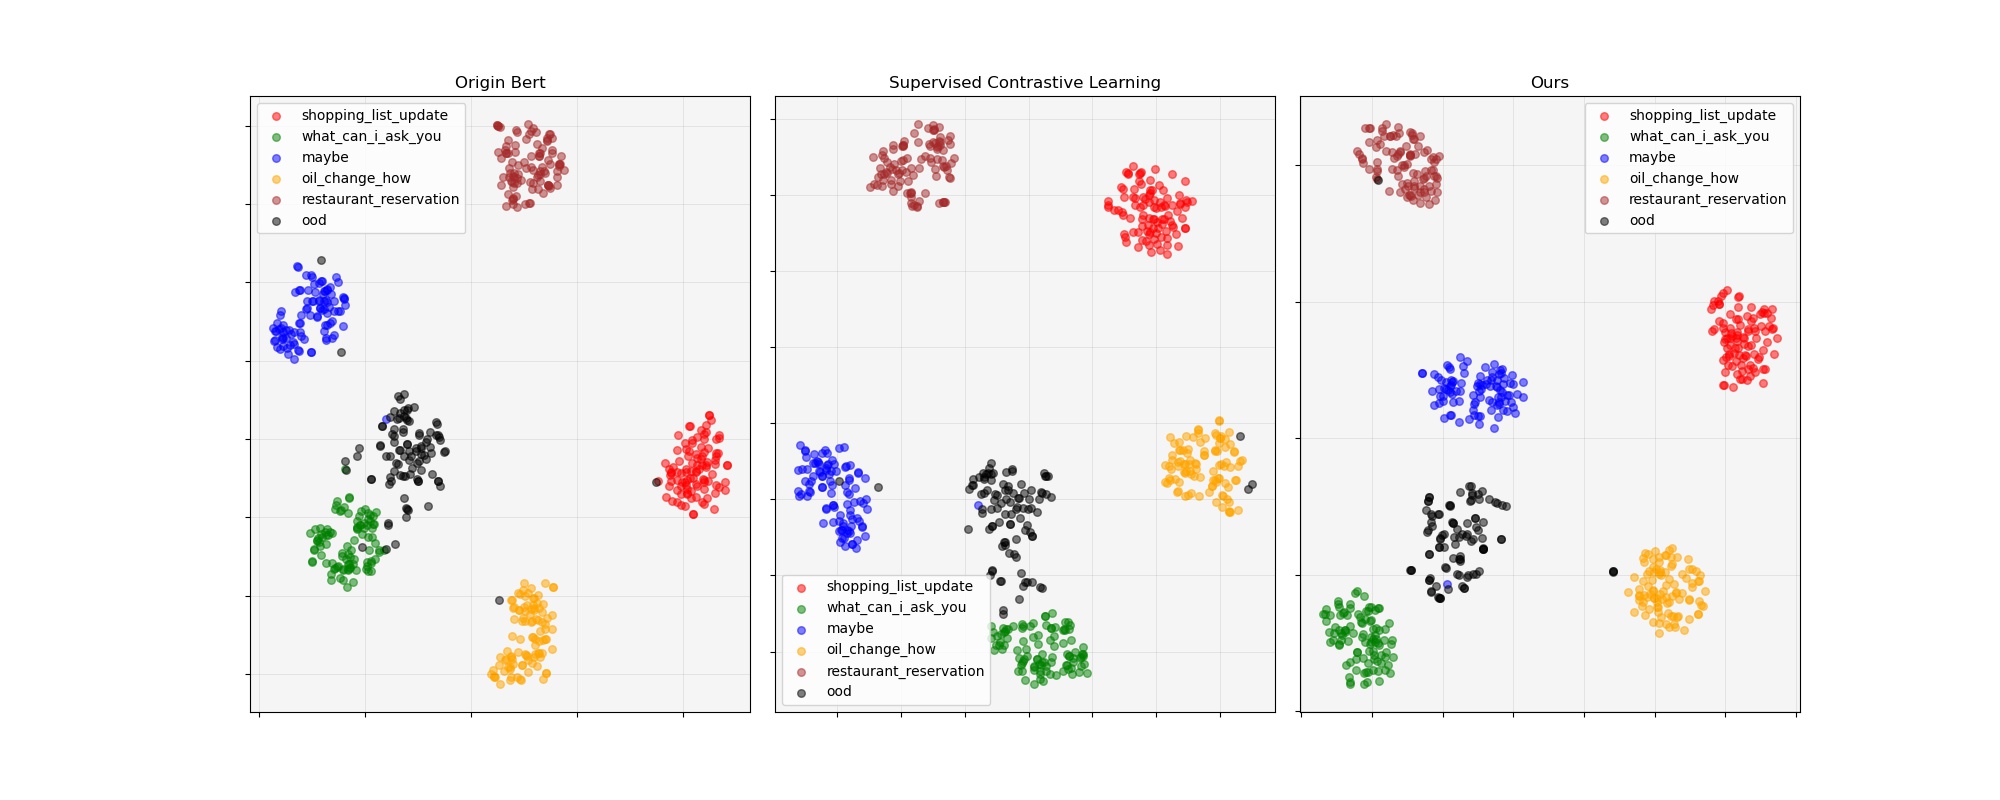 Origin Bert
shopping_list_update
what_can_i_ask_you
maybe
oil_change_how
restaurant_reservation
ood
Supervised Contrastive Learning
shopping_list_update
what_can_i_ask_you
maybe
oil_change_how
restaurant_reservation
ood
Ours
shopping_list_update
what_can_i_ask_you
maybe
oil_change_how
restaurant_reservation
ood